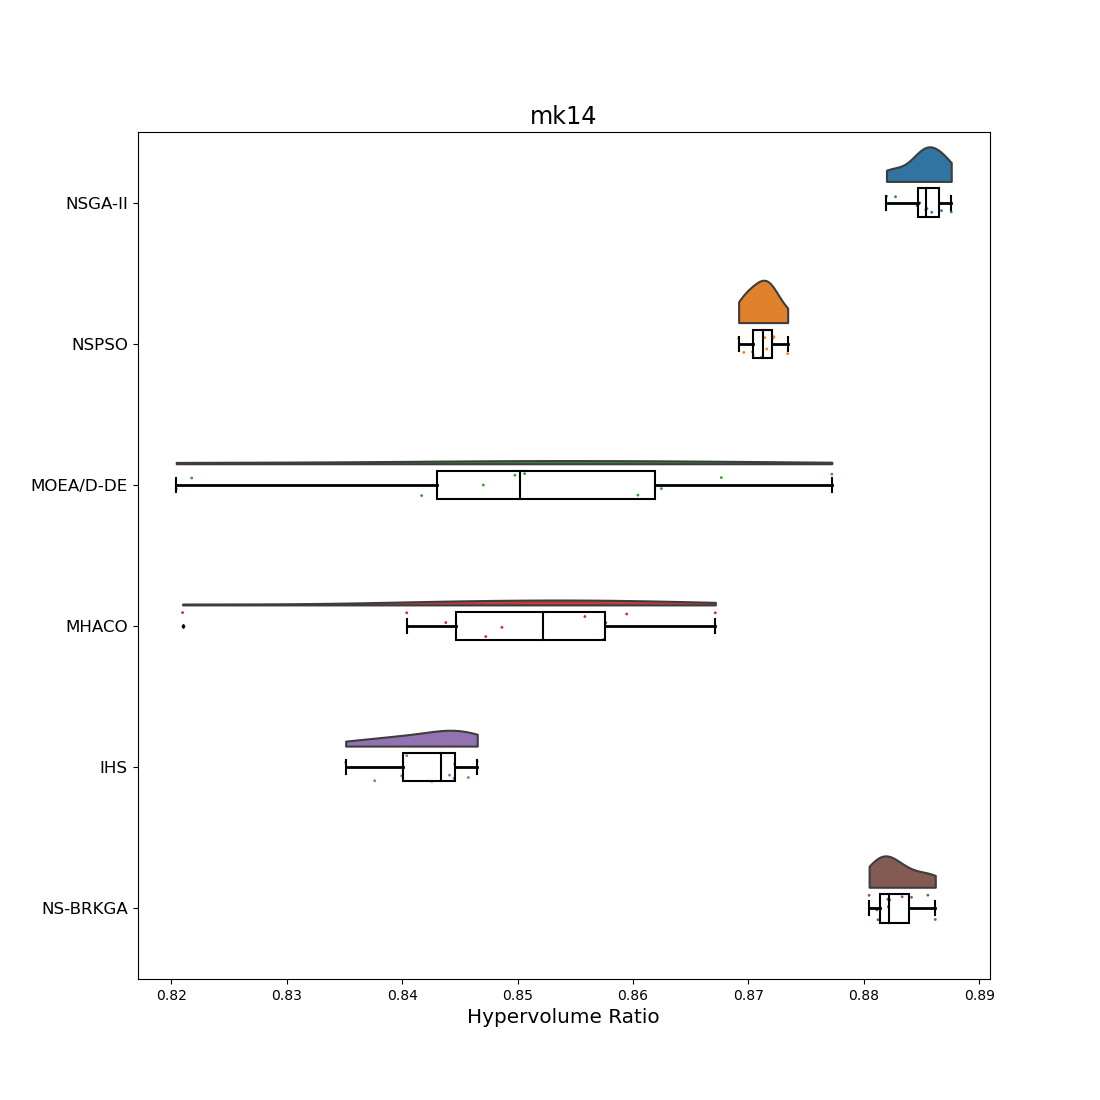 mk14
NSGA-II
NSPSO
MOEA/D-DE
MHACO
IHS
NS-BRKGA
0.82 0.83 0.84 0.85 0.86 0.87 0.88 0.89
Hypervolume Ratio